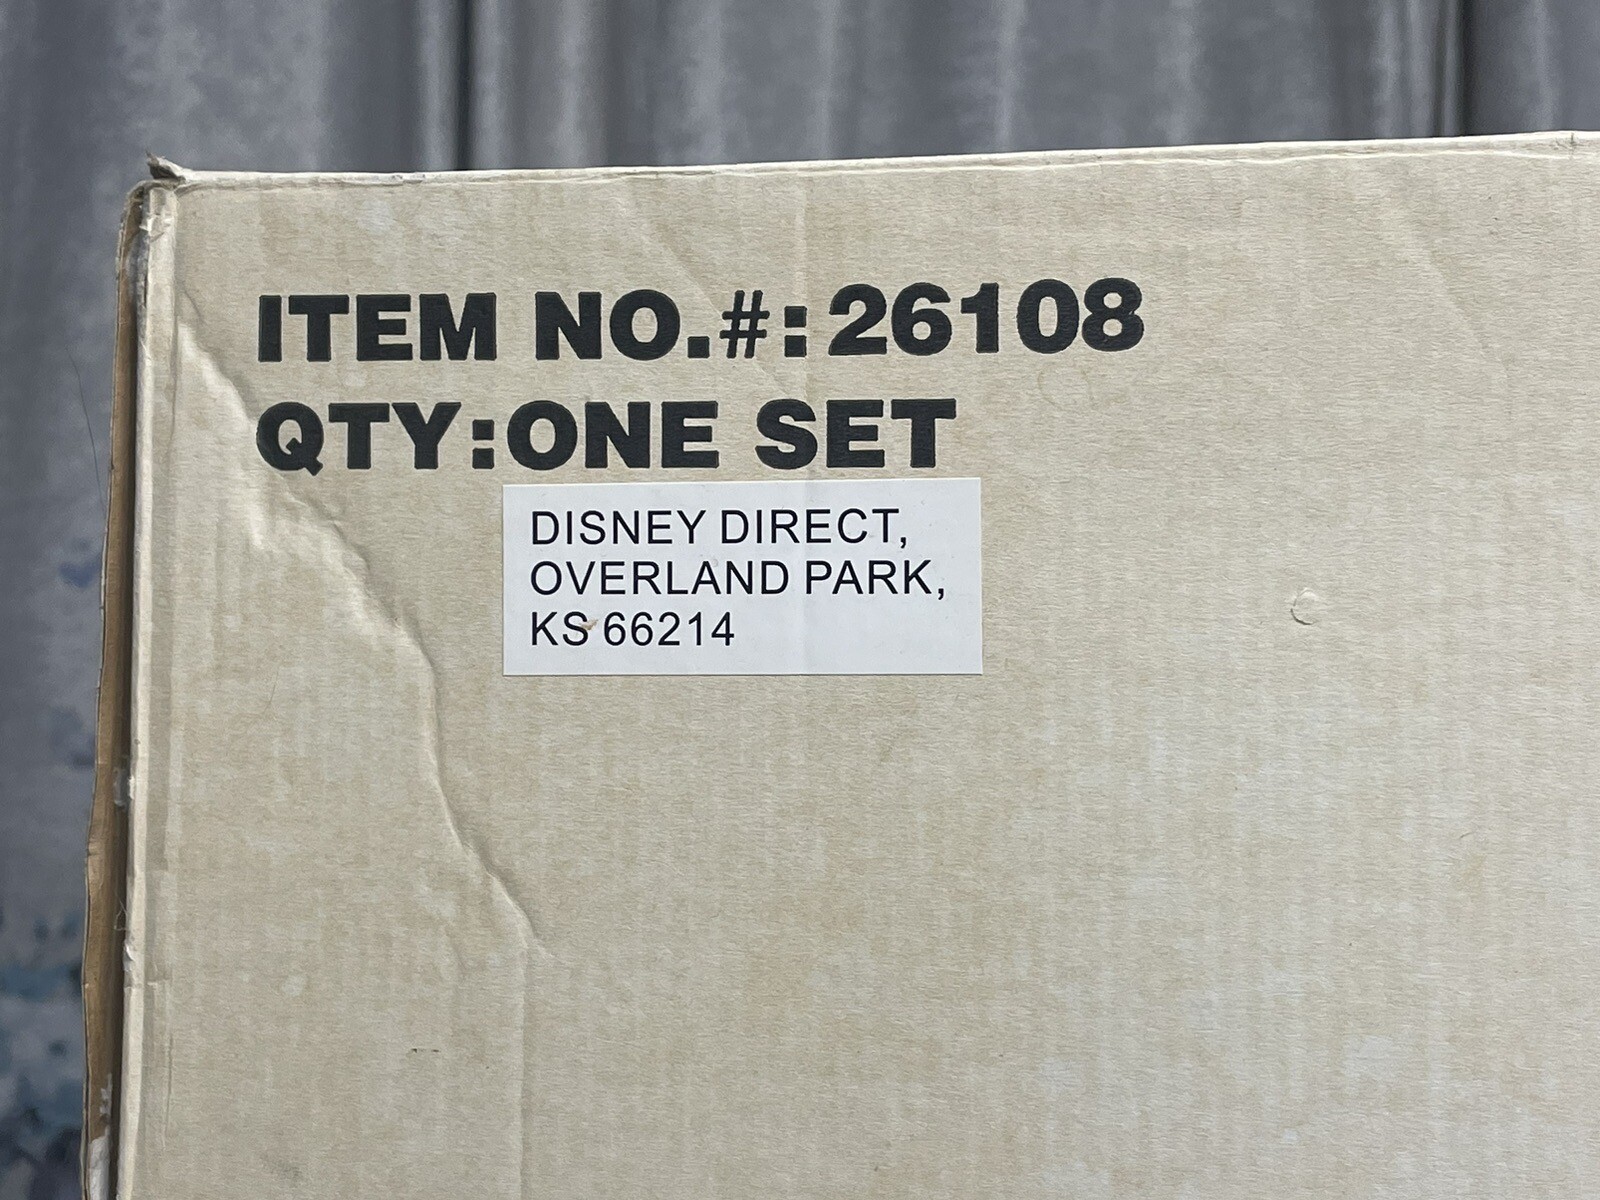 ITEM NO.#:26108
QTY:ONE SET
DISNEY DIRECT,
OVERLAND PARK,
KS 66214